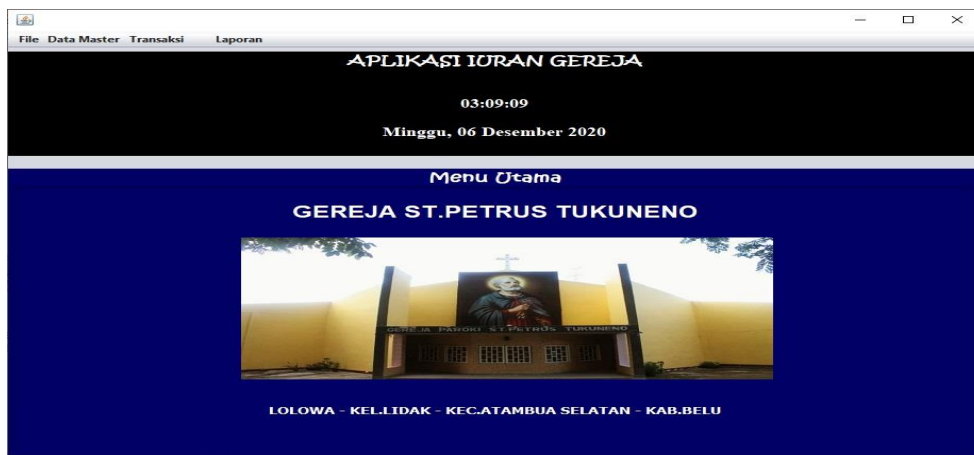 File Data Master Transaksi Laporan
APLIKASI IURAN GEREJA
03:09:09
Minggu, 06 Desember 2020
Menu Utama
GEREJA ST.PETRUS TUKUNENO
GEREJA PAROKI ST.PETRUS TUKUNENO
LOLOWA - KEL.LIDAK - KEC.ATAMBUA SELATAN - KAB.BELU